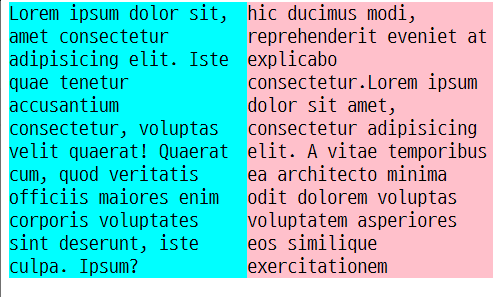 Lorem ipsum dolor sit,
amet consectetur
adipisicing elit. Iste
quae tenetur
accusantium
consectetur, voluptas
velit quaerat! Quaerat
cum, quod veritatis
officiis maiores enim
corporis voluptates
sint deserunt, iste
culpa. Ipsum?
hic ducimus modi,
reprehenderit eveniet at
explicabo
consectetur.Lorem ipsum
dolor sit amet,
consectetur adipisicing
elit. A vitae temporibus
ea architecto minima
odit dolorem voluptas
voluptatem asperiores
eos similique
exercitationem